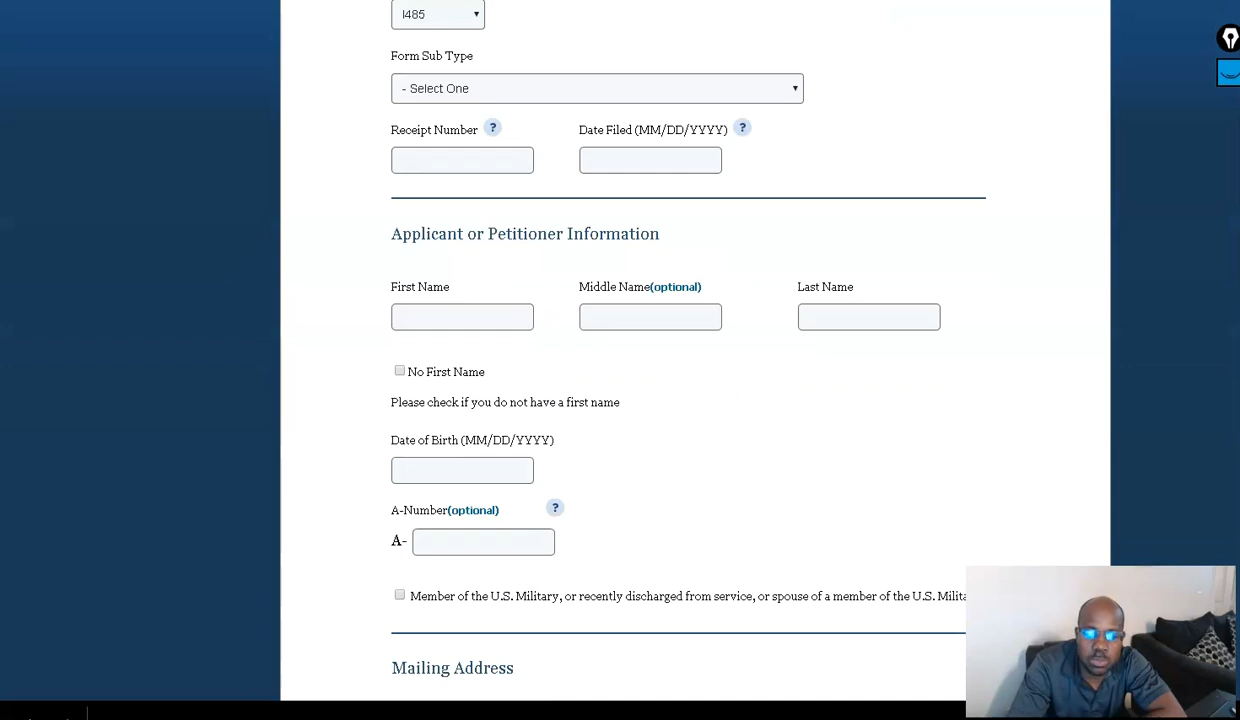 I485
Form Sub Type
- Select One
Receipt Number ? Date Filed (MM/DD/YYYY) ?
Applicant or Petitioner Information
First Name Middle Name(optional) Last Name
No First Name
Please check if you do not have a first name
Date of Birth (MM/DD/YYYY)
A-Number(optional) ?
A-
Member of the U.S. Military, or recently discharged from service, or spouse of a member of the U.S. Milita
Mailing Address